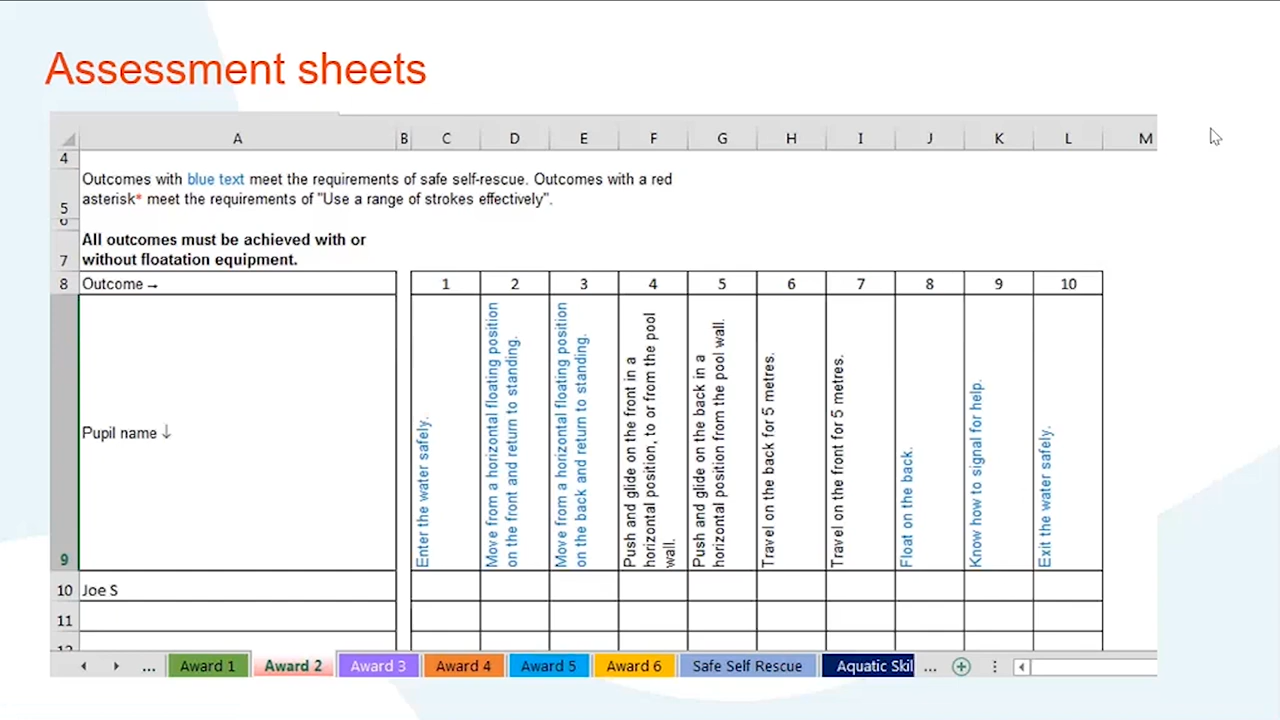 Assessment sheets
A B C D E F G H I J K L M
4
Outcomes with blue text meet the requirements of safe self-rescue. Outcomes with a red
5 asterisk* meet the requirements of "Use a range of strokes effectively".
6
All outcomes must be achieved with or
7 without floatation equipment.
8 Outcome → 1 2 3 4 5 6 7 8 9 10
9 Pupil name ↓
Enter the water safely.
Move from a horizontal floating position
on the front and return to standing.
Move from a horizontal floating position
on the back and return to standing.
Push and glide on the front in a
horizontal position, to or from the pool
wall.
Push and glide on the back in a
horizontal position from the pool wall.
Travel on the back for 5 metres.
Travel on the front for 5 metres.
Float on the back.
Know how to signal for help.
Exit the water safely.
10 Joe S
11
12
... Award 1 Award 2 Award 3 Award 4 Award 5 Award 6 Safe Self Rescue Aquatic Skil ...